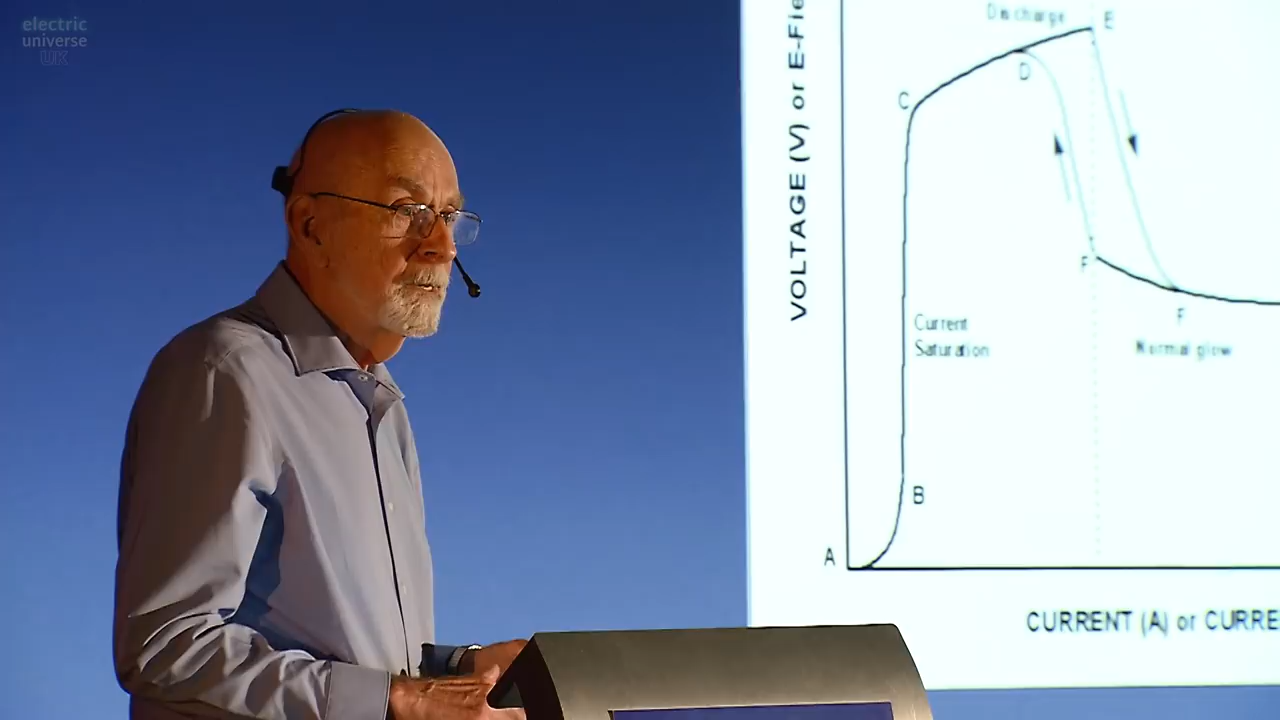 electric
universe
UK
Discharge
E
D
C
VOLTAGE (V) or E-Fie
F
Current
Saturation
F
Normal glow
B
A
CURRENT (A) or CURRE